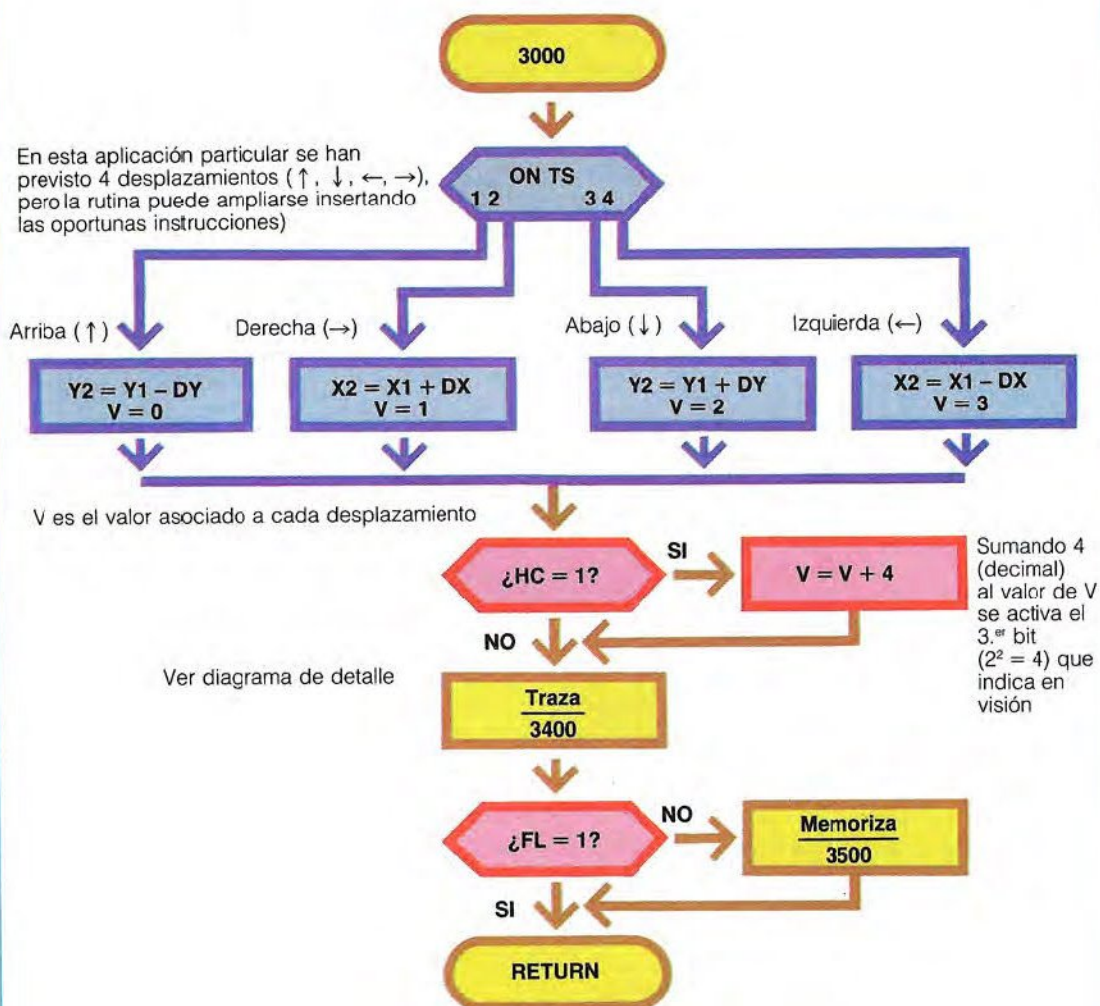 3000
En esta aplicación particular se han
previsto 4 desplazamientos (↑, ↓, ←, →),
pero la rutina puede ampliarse insertando
las oportunas instrucciones)
ON TS
1 2 3 4
Arriba (↑)
Derecha (→)
Abajo (↓)
Izquierda (←)
Y2 = Y1 – DY
V = 0
X2 = X1 + DX
V = 1
Y2 = Y1 + DY
V = 2
X2 = X1 – DX
V = 3
V es el valor asociado a cada desplazamiento
¿HC = 1?
SI
V = V + 4
Sumando 4
(decimal)
al valor de V
se activa el
3.er bit
(2² = 4) que
indica en
visión
NO
Ver diagrama de detalle
Traza
3400
¿FL = 1?
NO
Memoriza
3500
SI
RETURN